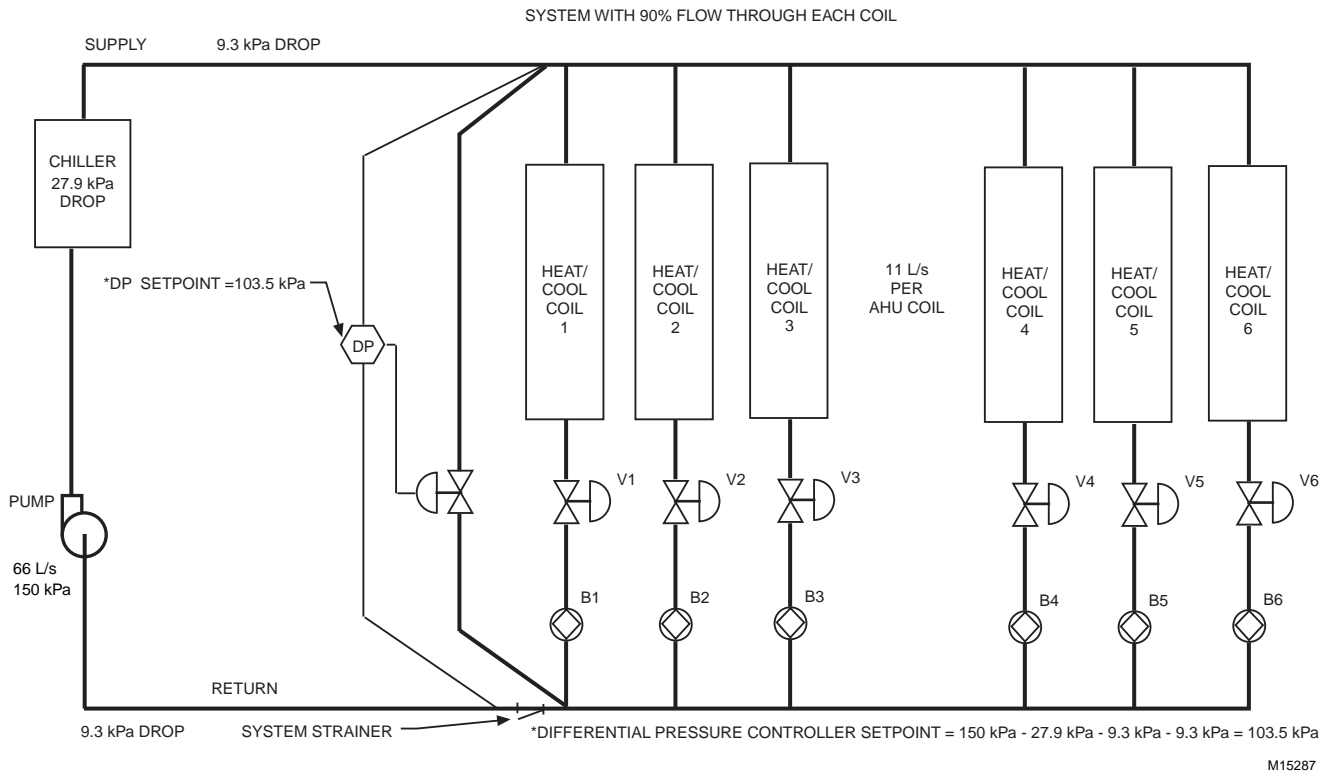 SYSTEM WITH 90% FLOW THROUGH EACH COIL
SUPPLY
9.3 kPa DROP
CHILLER
27.9 kPa
DROP
*DP SETPOINT =103.5 kPa
DP
HEAT/
COOL
COIL
1
HEAT/
COOL
COIL
2
HEAT/
COOL
COIL
3
11 L/s
PER
AHU COIL
HEAT/
COOL
COIL
4
HEAT/
COOL
COIL
5
HEAT/
COOL
COIL
6
V1
V2
V3
V4
V5
V6
PUMP
66 L/s
150 kPa
B1
B2
B3
B4
B5
B6
RETURN
9.3 kPa DROP
SYSTEM STRAINER
*DIFFERENTIAL PRESSURE CONTROLLER SETPOINT = 150 kPa - 27.9 kPa - 9.3 kPa - 9.3 kPa = 103.5 kPa
M15287